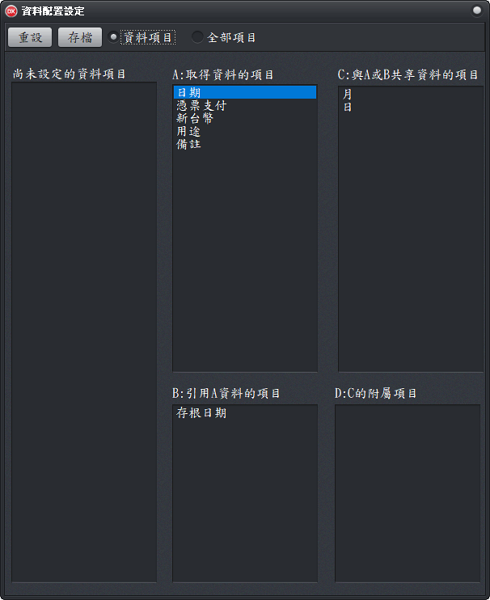 資料配置設定
重設
存檔
資料項目
全部項目
尚未設定的資料項目
A:取得資料的項目
日期
憑票支付
新台幣
用途
備註
C:與A或B共享資料的項目
月
日
B:引用A資料的項目
存根日期
D:C的附屬項目